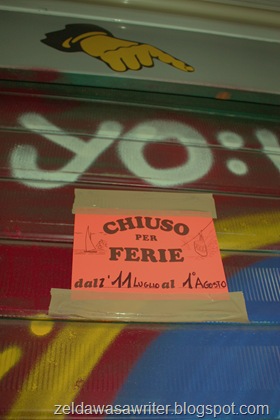 yo:
CHIUSO
PER
FERIE
dall' 11 LUGLIO al 1° AGOSTO
zeldawasawriter.blogspot.com